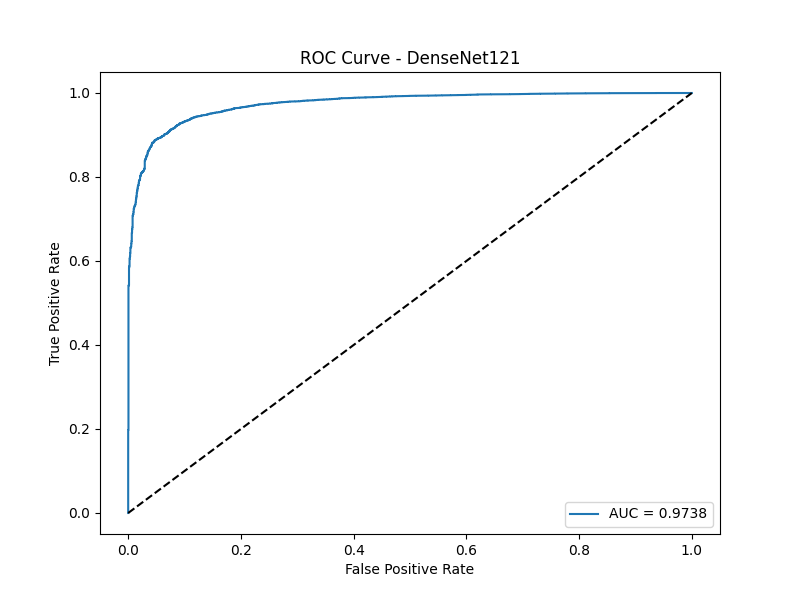 ROC Curve - DenseNet121
True Positive Rate
1.0
0.8
0.6
0.4
0.2
0.0
AUC = 0.9738
0.0 0.2 0.4 0.6 0.8 1.0
False Positive Rate